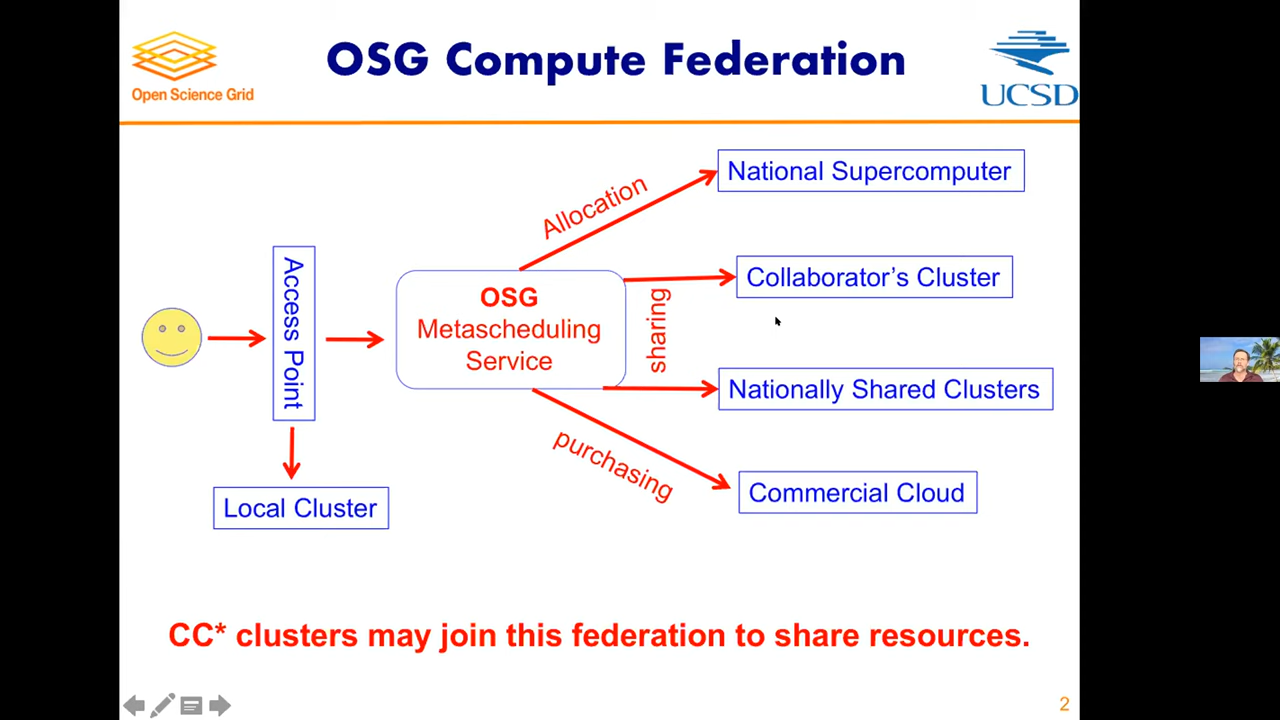 OSG Compute Federation
Open Science Grid
UCSD
National Supercomputer
Allocation
Collaborator's Cluster
Access Point
OSG
Metascheduling
Service
sharing
Nationally Shared Clusters
purchasing
Commercial Cloud
Local Cluster
CC* clusters may join this federation to share resources.
2